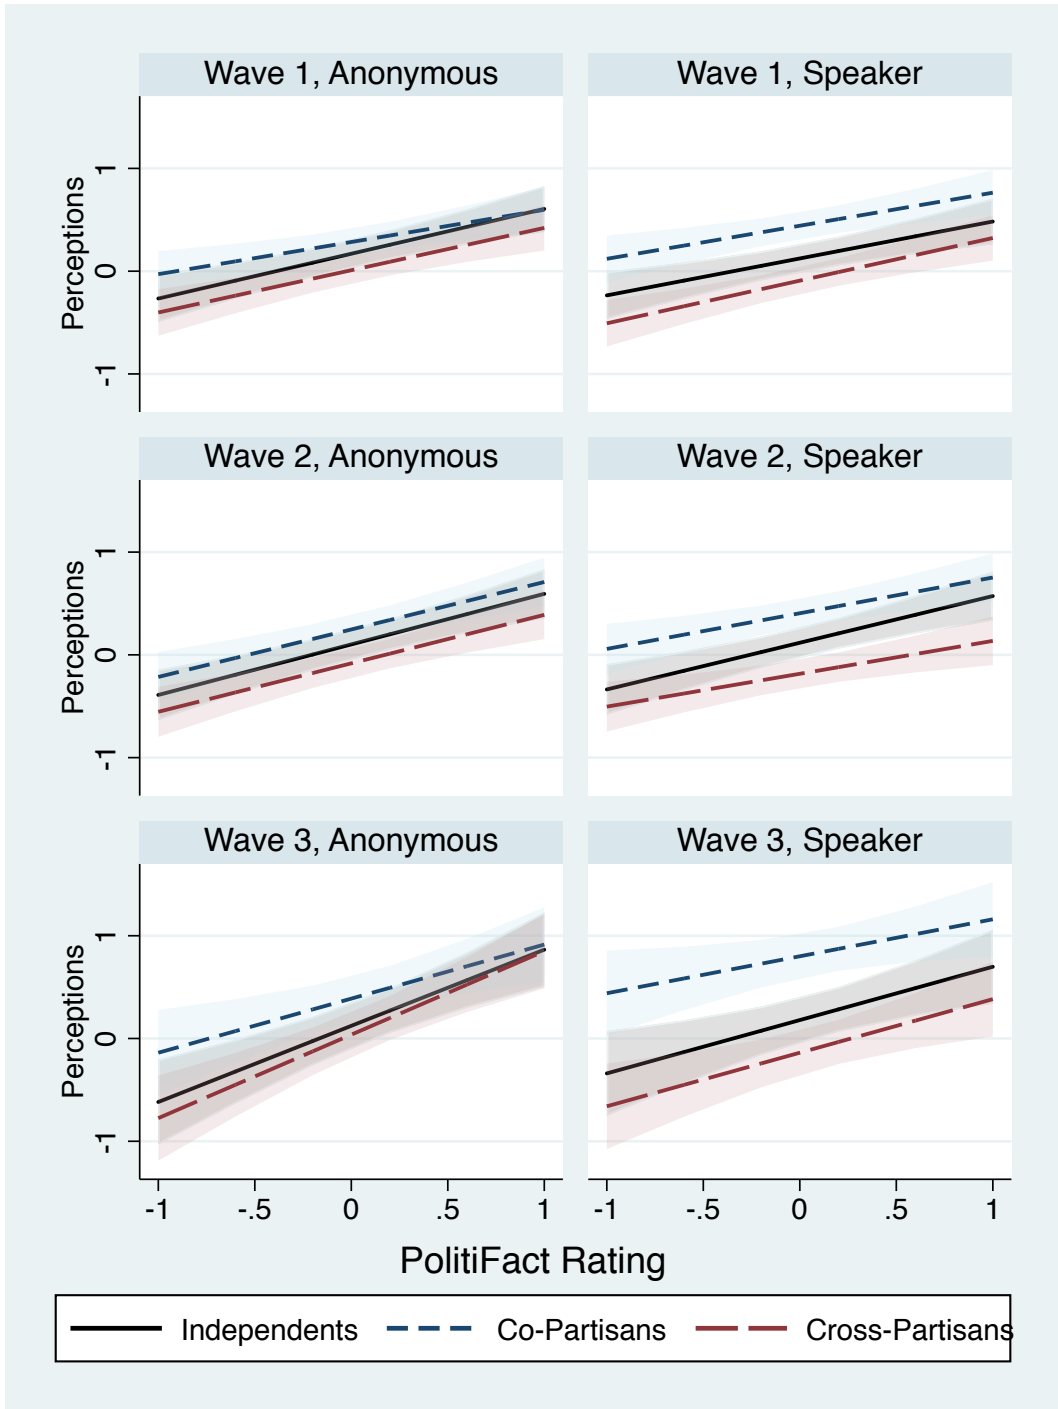 Wave 1, Anonymous
Wave 1, Speaker
Perceptions
1
0
-1
Wave 2, Anonymous
Wave 2, Speaker
Perceptions
1
0
-1
Wave 3, Anonymous
Wave 3, Speaker
Perceptions
1
0
-1
-1 -.5 0 .5 1
-1 -.5 0 .5 1
PolitiFact Rating
Independents Co-Partisans Cross-Partisans